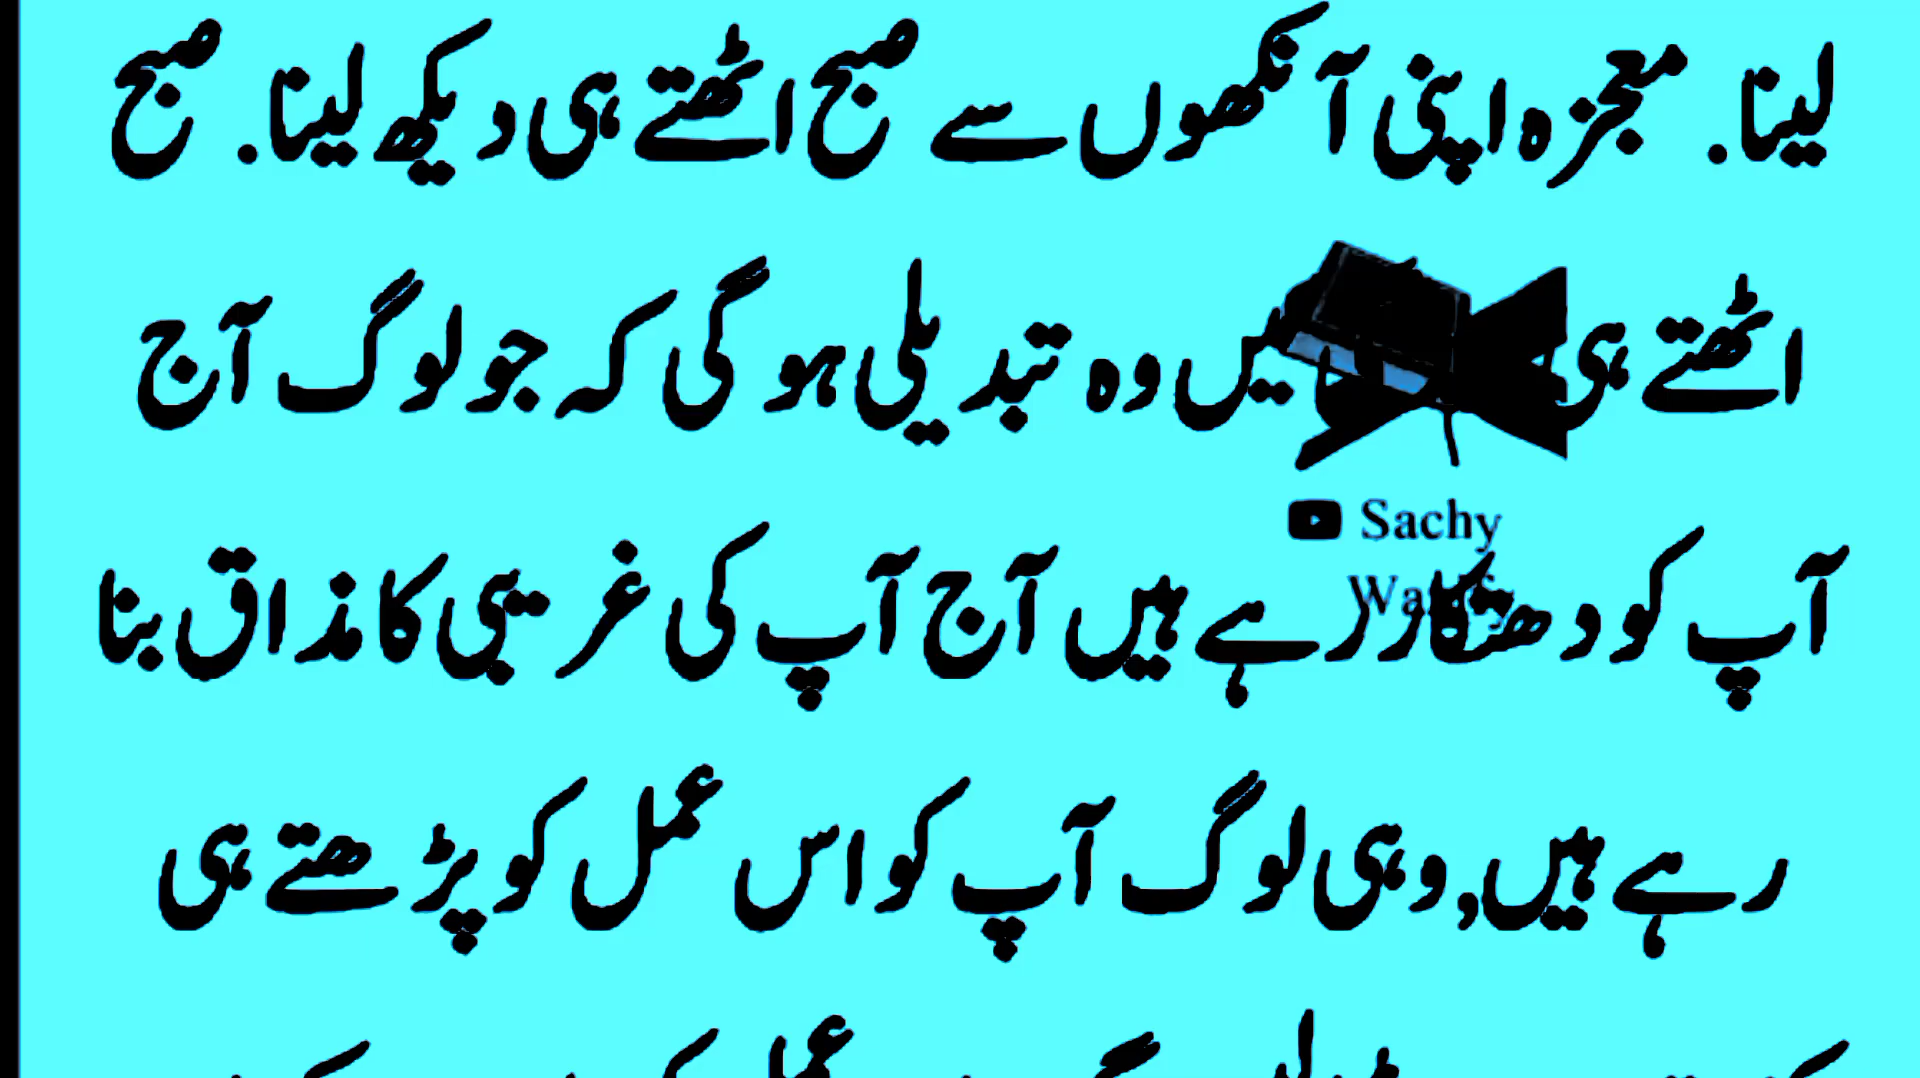 لینا. معجزہ اپنی آنکھوں سے صبح اٹھتے ہی دیکھ لینا. صبح
اٹھتے ہی میں وہ تبدیلی ہو گی کہ جو لوگ آج
Sachy
آپ کو دھتکار رہے ہیں آج آپ کی غریبی کا مذاق بنا
رہے ہیں, وہی لوگ آپ کو اس عمل کو پڑھتے ہی